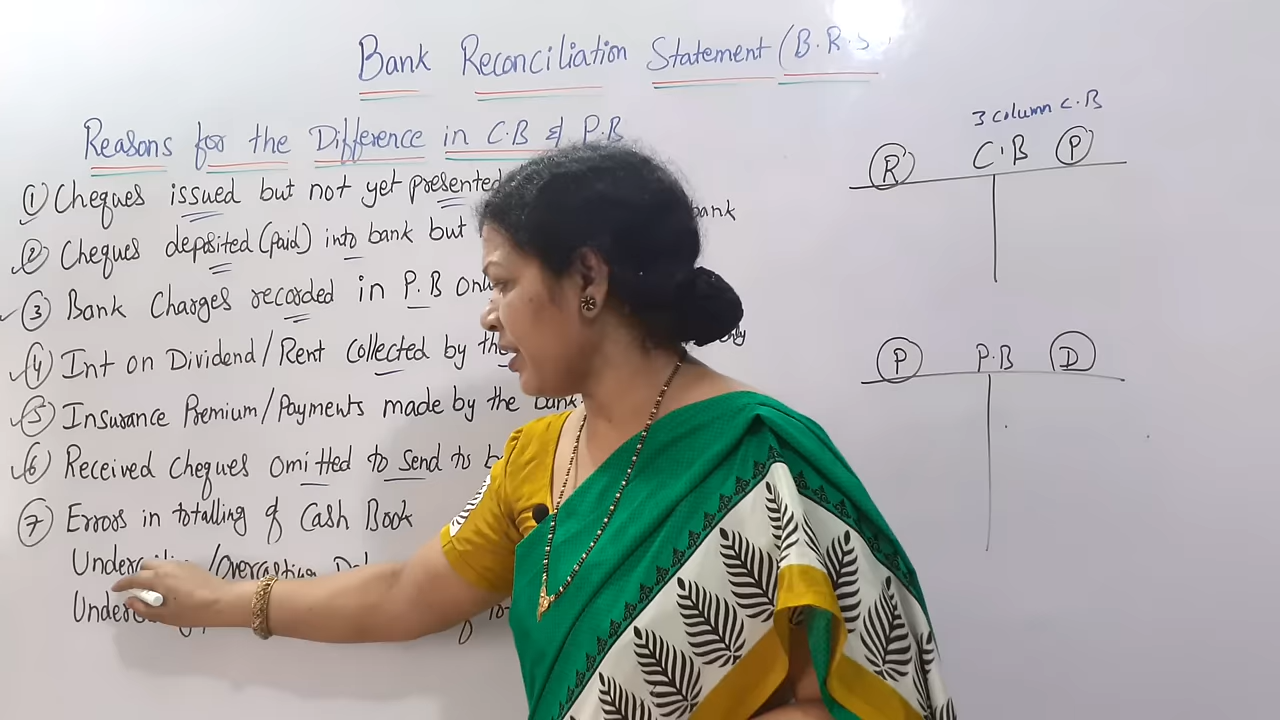 Bank Reconciliation Statement (B.R.S.
Reasons for the Difference in C.B & P.B
① Cheques issued but not yet presented
② Cheques deposited (Paid) into bank but bank
③ Bank Charges recorded in P.B Only
④ Int on Dividend/Rent Collected by the only
⑤ Insurance Premium/Payments made by the bank
⑥ Received cheques omitted to send to
⑦ Errors in totalling of Cash Book
/Overcasting
3 column C.B
R C.B P
P P.B D